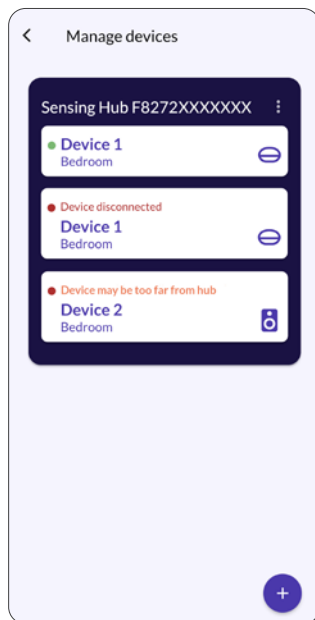 Manage devices
Sensing Hub F8272XXXXXXX
Device 1
Bedroom
Device disconnected
Device 1
Bedroom
Device may be too far from hub
Device 2
Bedroom